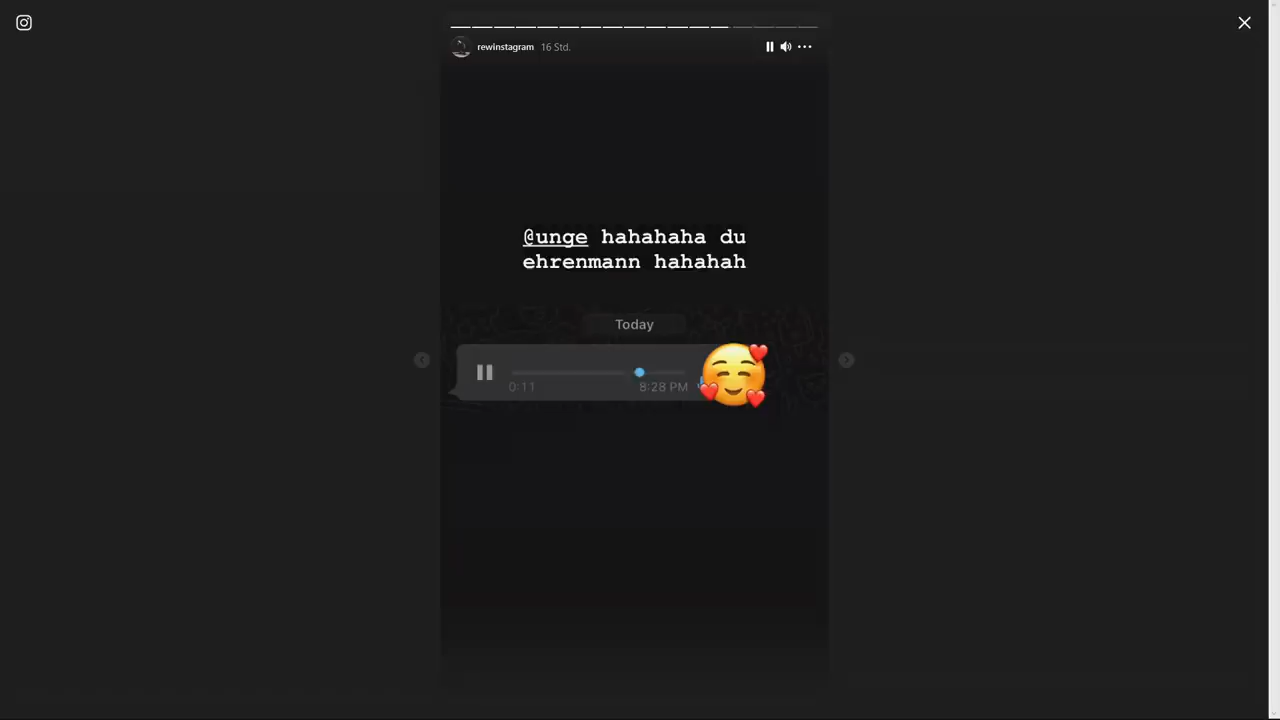 rewinstagram 16 Std.
@unge hahahaha du
ehrenmann hahahah
Today
0:11 8:28 PM